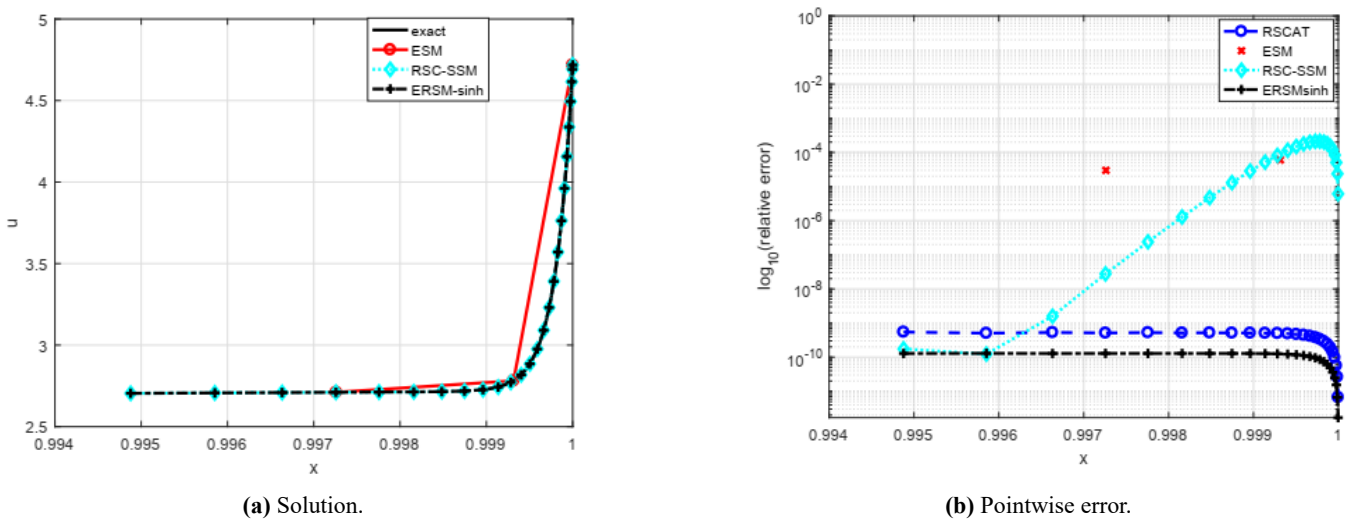 5
4.5
4
3.5
3
2.5
u
0.994
0.995
0.996
0.997
0.998
0.999
1
x
exact
ESM
RSC-SSM
ERSM-sinh
(a) Solution.
10^0
10^-2
10^-4
10^-6
10^-8
10^-10
log_10(relative error)
0.994
0.995
0.996
0.997
0.998
0.999
1
x
RSCAT
ESM
RSC-SSM
ERSMsinh
(b) Pointwise error.